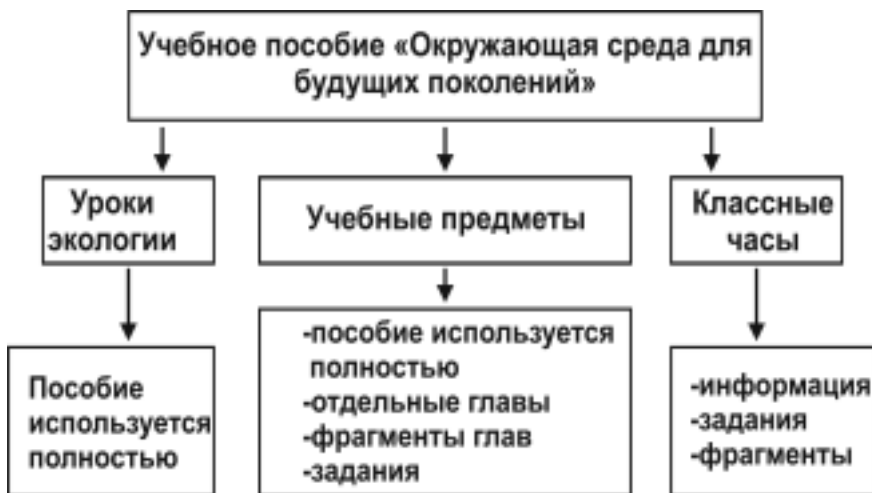 Учебное пособие «Окружающая среда для
будущих поколений»
Уроки
экологии
Учебные предметы
Классные
часы
Пособие
используется
полностью
-пособие используется
полностью
-отдельные главы
-фрагменты глав
-задания
-информация
-задания
-фрагменты